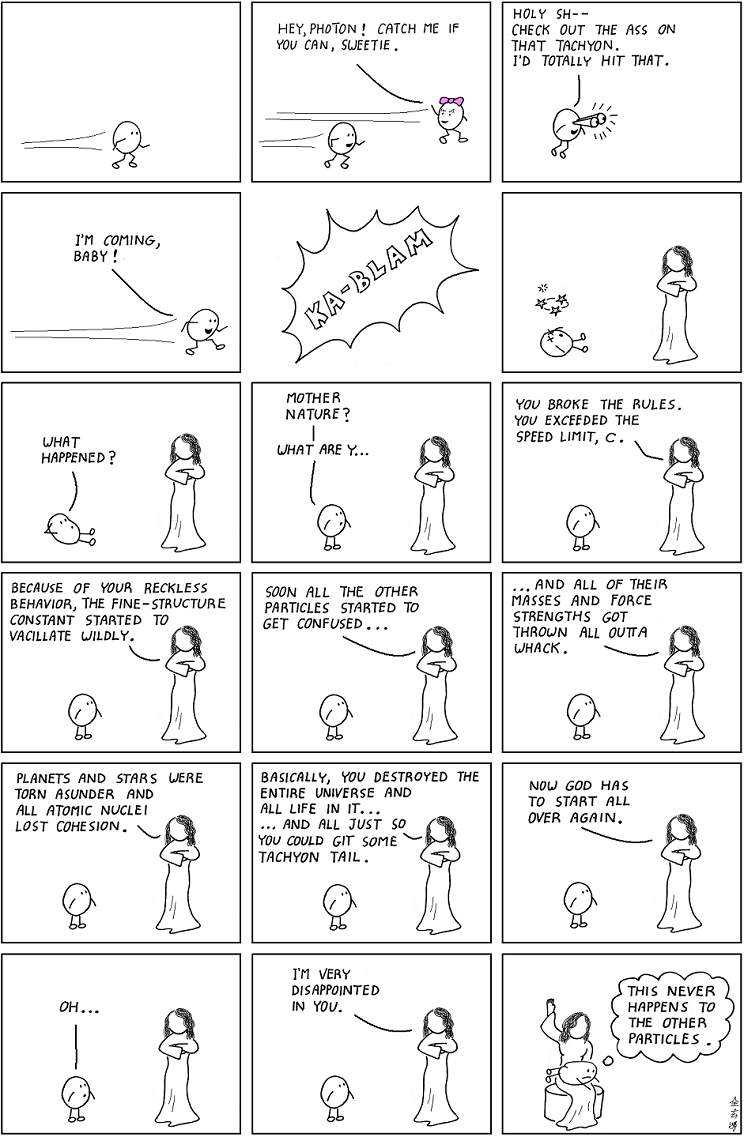 HEY, PHOTON! CATCH ME IF
YOU CAN, SWEETIE.
HOLY SH--
CHECK OUT THE ASS ON
THAT TACHYON.
I'D TOTALLY HIT THAT.
I'M COMING,
BABY!
KA-BLAM
WHAT
HAPPENED?
MOTHER
NATURE?
WHAT ARE Y...
YOU BROKE THE RULES.
YOU EXCEEDED THE
SPEED LIMIT, C.
BECAUSE OF YOUR RECKLESS
BEHAVIOR, THE FINE-STRUCTURE
CONSTANT STARTED TO
VACILLATE WILDLY.
SOON ALL THE OTHER
PARTICLES STARTED TO
GET CONFUSED...
...AND ALL OF THEIR
MASSES AND FORCE
STRENGTHS GOT
THROWN ALL OUTTA
WHACK.
PLANETS AND STARS WERE
TORN ASUNDER AND
ALL ATOMIC NUCLEI
LOST COHESION.
BASICALLY, YOU DESTROYED THE
ENTIRE UNIVERSE AND
ALL LIFE IN IT...
...AND ALL JUST SO
YOU COULD GIT SOME
TACHYON TAIL.
NOW GOD HAS
TO START ALL
OVER AGAIN.
OH...
I'M VERY
DISAPPOINTED
IN YOU.
THIS NEVER
HAPPENS TO
THE OTHER
PARTICLES.